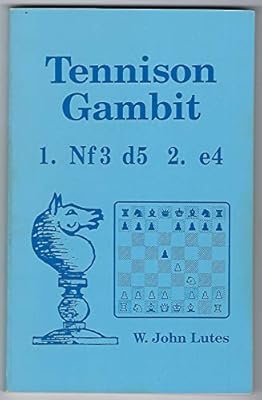 Tennison
Gambit
1. Nf3 d5 2. e4
W. John Lutes